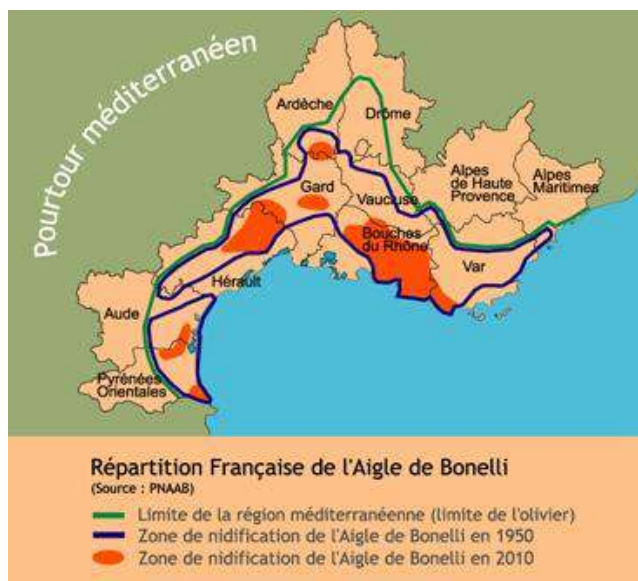 Pourtour méditerranéen
Ardèche
Drôme
Alpes
de Haute
Provence
Alpes
Maritimes
Gard
Vaucluse
Bouches
du Rhône
Var
Hérault
Aude
Pyrénées
Orientales
Répartition Française de l'Aigle de Bonelli
(Source : PNAAB)
Limite de la région méditerranéenne (limite de l'olivier)
Zone de nidification de l'Aigle de Bonelli en 1950
Zone de nidification de l'Aigle de Bonelli en 2010